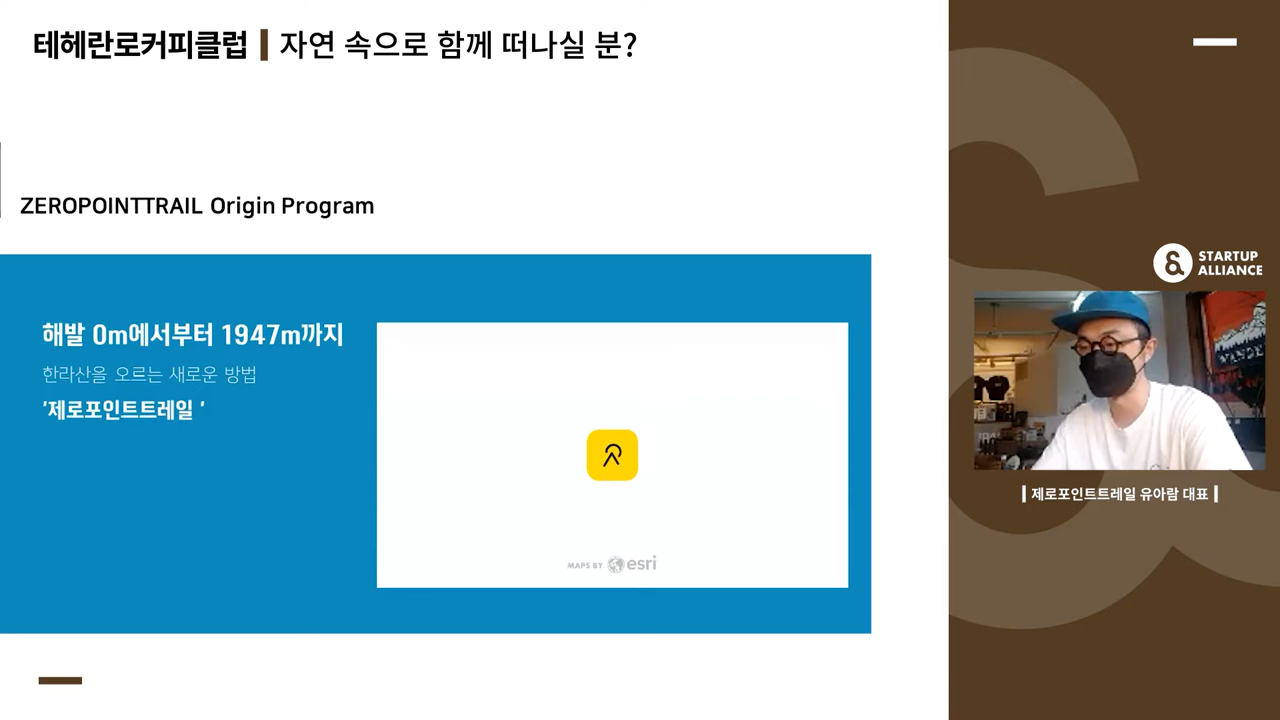 테헤란로커피클럽 | 자연 속으로 함께 떠나실 분?
ZEROPOINTTRAIL Origin Program
해발 0m에서부터 1947m까지
한라산을 오르는 새로운 방법
'제로포인트트레일 '
MAPS BY esri
STARTUP
ALLIANCE
| 제로포인트트레일 유아람 대표 |